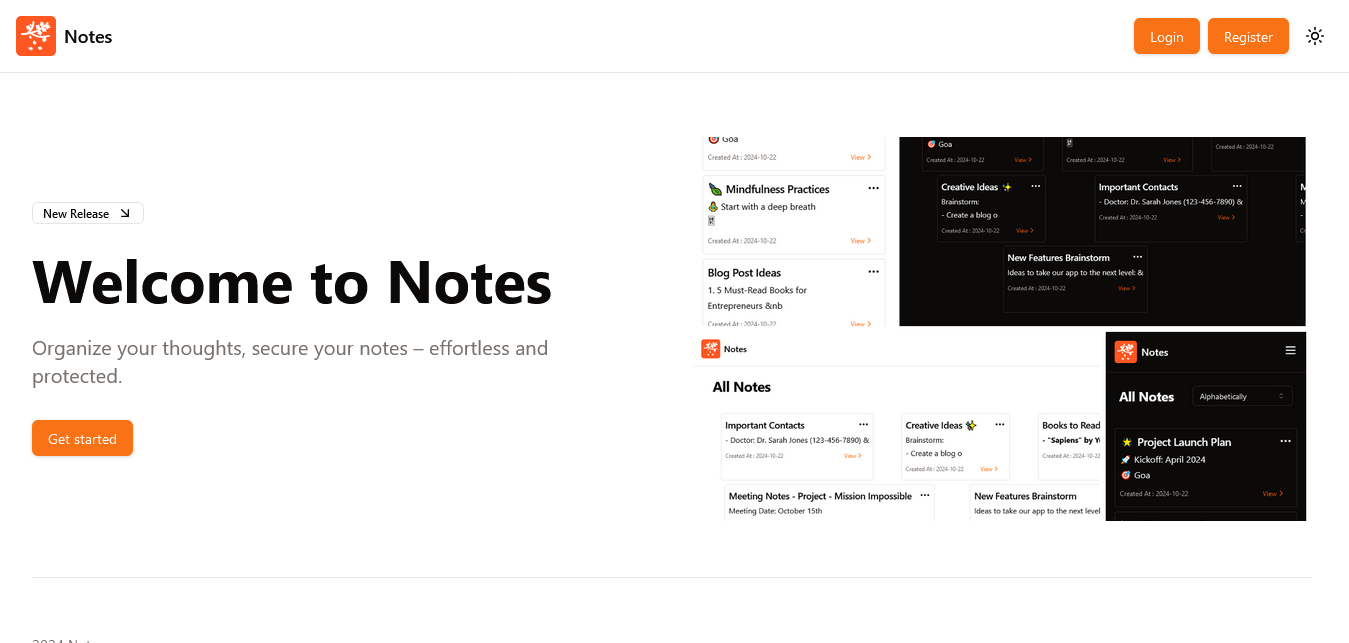 Notes
Login
Register
New Release
Welcome to Notes
Organize your thoughts, secure your notes – effortless and
protected.
Get started
🎯 Goa
Created At : 2024-10-22 View >
Mindfulness Practices ...
Start with a deep breath
Created At : 2024-10-22 View >
Blog Post Ideas ...
1. 5 Must-Read Books for
Entrepreneurs &nb
Created At : 2024-10-22 View >
🎯 Goa
Created At : 2024-10-22 View >
Created At : 2024-10-22 View >
Created At : 2024-10-22
Creative Ideas ✨ ...
Brainstorm:
- Create a blog o
Created At : 2024-10-22 View >
Important Contacts ...
- Doctor: Dr. Sarah Jones (123-456-7890) &
Created At : 2024-10-22 View >
New Features Brainstorm ...
Ideas to take our app to the next level: &
Created At : 2024-10-22 View >
Notes
All Notes
Important Contacts ...
- Doctor: Dr. Sarah Jones (123-456-7890) &
Created At : 2024-10-22 View >
Creative Ideas ✨ ...
Brainstorm:
- Create a blog o
Created At : 2024-10-22 View >
Books to Read
- "Sapiens" by Yu
Created At : 2024-10-22
Meeting Notes - Project - Mission Impossible ...
Meeting Date: October 15th
New Features Brainstorm
Ideas to take our app to the next level
Notes
All Notes
Alphabetically
⭐ Project Launch Plan ...
🚀 Kickoff: April 2024
🎯 Goa
Created At : 2024-10-22 View >